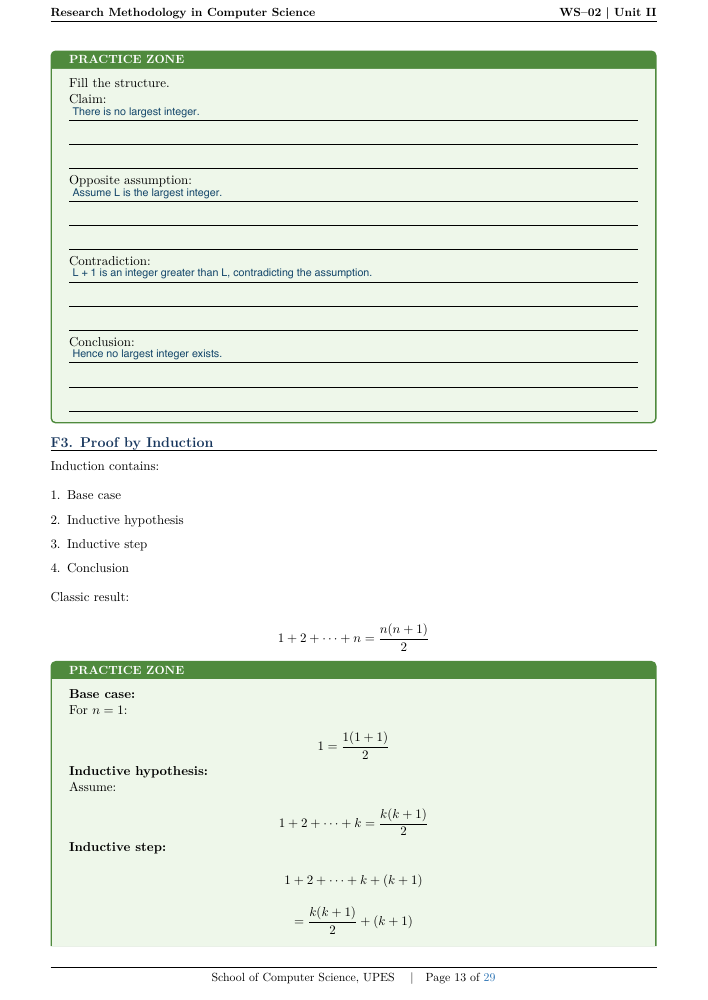 Research Methodology in Computer Science WS–02 | Unit II
PRACTICE ZONE
Fill the structure.
Claim:
There is no largest integer.
Opposite assumption:
Assume L is the largest integer.
Contradiction:
L + 1 is an integer greater than L, contradicting the assumption.
Conclusion:
Hence no largest integer exists.
F3. Proof by Induction
Induction contains:
1. Base case
2. Inductive hypothesis
3. Inductive step
4. Conclusion
Classic result:
1 + 2 + ··· + n = n(n + 1)/2
PRACTICE ZONE
Base case:
For n = 1:
1 = 1(1 + 1)/2
Inductive hypothesis:
Assume:
1 + 2 + ··· + k = k(k + 1)/2
Inductive step:
1 + 2 + ··· + k + (k + 1)
= k(k + 1)/2 + (k + 1)
School of Computer Science, UPES | Page 13 of 29